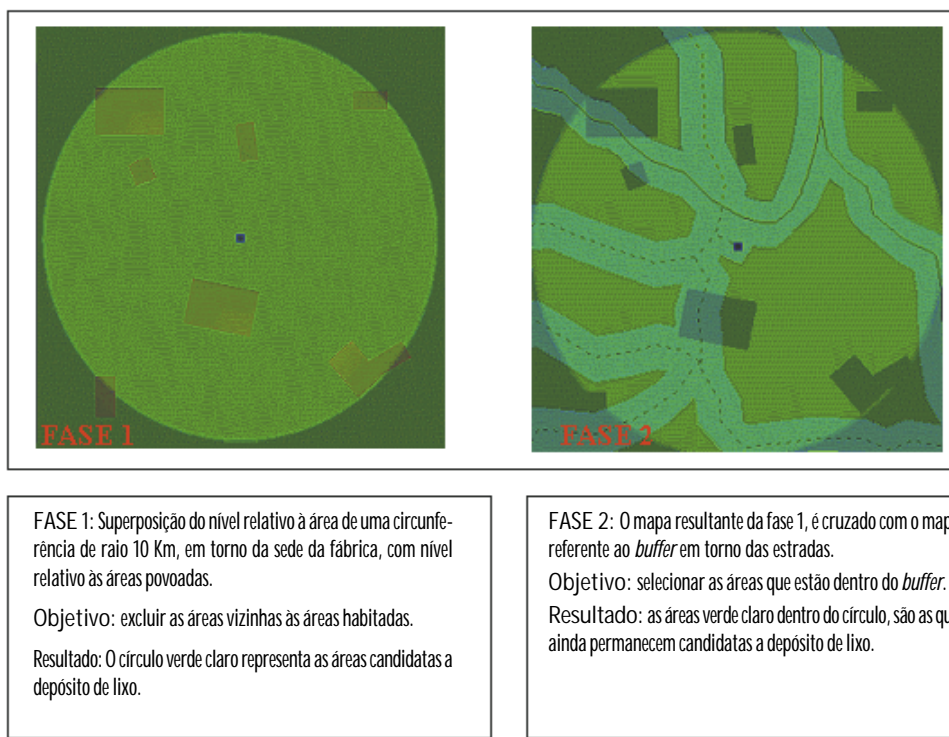 FASE 1
FASE 2
FASE 1: Superposição do nível relativo à área de uma circunfe-
rência de raio 10 Km, em torno da sede da fábrica, com nível
relativo às áreas povoadas.
Objetivo: excluir as áreas vizinhas às áreas habitadas.
Resultado: O círculo verde claro representa as áreas candidatas a
depósito de lixo.
FASE 2: O mapa resultante da fase 1, é cruzado com o map
referente ao buffer em torno das estradas.
Objetivo: selecionar as áreas que estão dentro do buffer.
Resultado: as áreas verde claro dentro do círculo, são as qu
ainda permanecem candidatas a depósito de lixo.